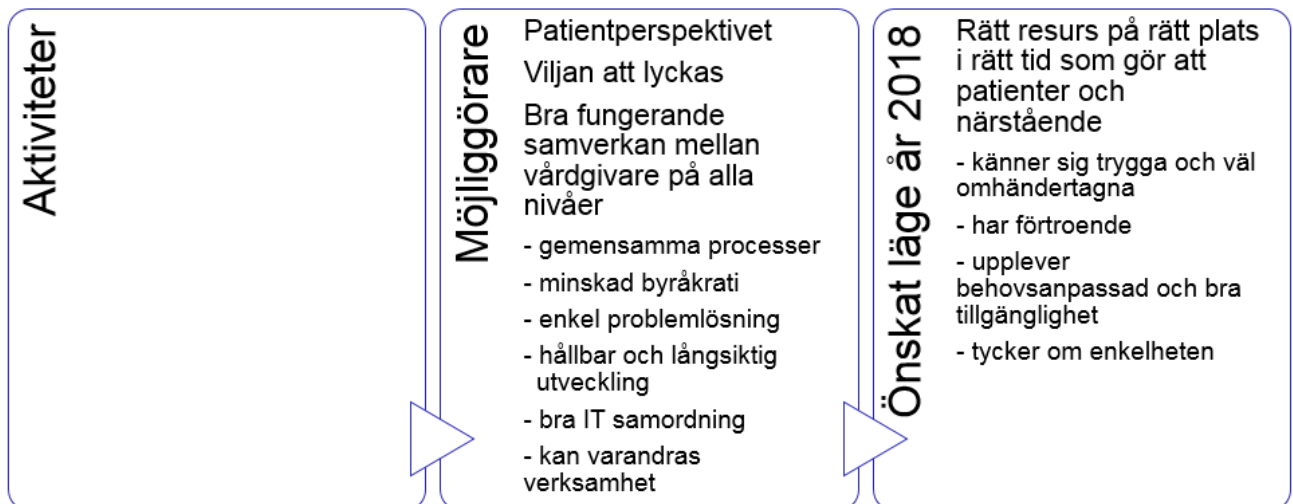 Aktiviteter
Möjliggörare
Patientperspektivet
Viljan att lyckas
Bra fungerande
samverkan mellan
vårdgivare på alla
nivåer
- gemensamma processer
- minskad byråkrati
- enkel problemlösning
- hållbar och långsiktig
utveckling
- bra IT samordning
- kan varandras
verksamhet
Önskat läge år 2018
Rätt resurs på rätt plats
i rätt tid som gör att
patienter och
närstående
- känner sig trygga och väl
omhändertagna
- har förtroende
- upplever
behovsanpassad och bra
tillgänglighet
- tycker om enkelheten